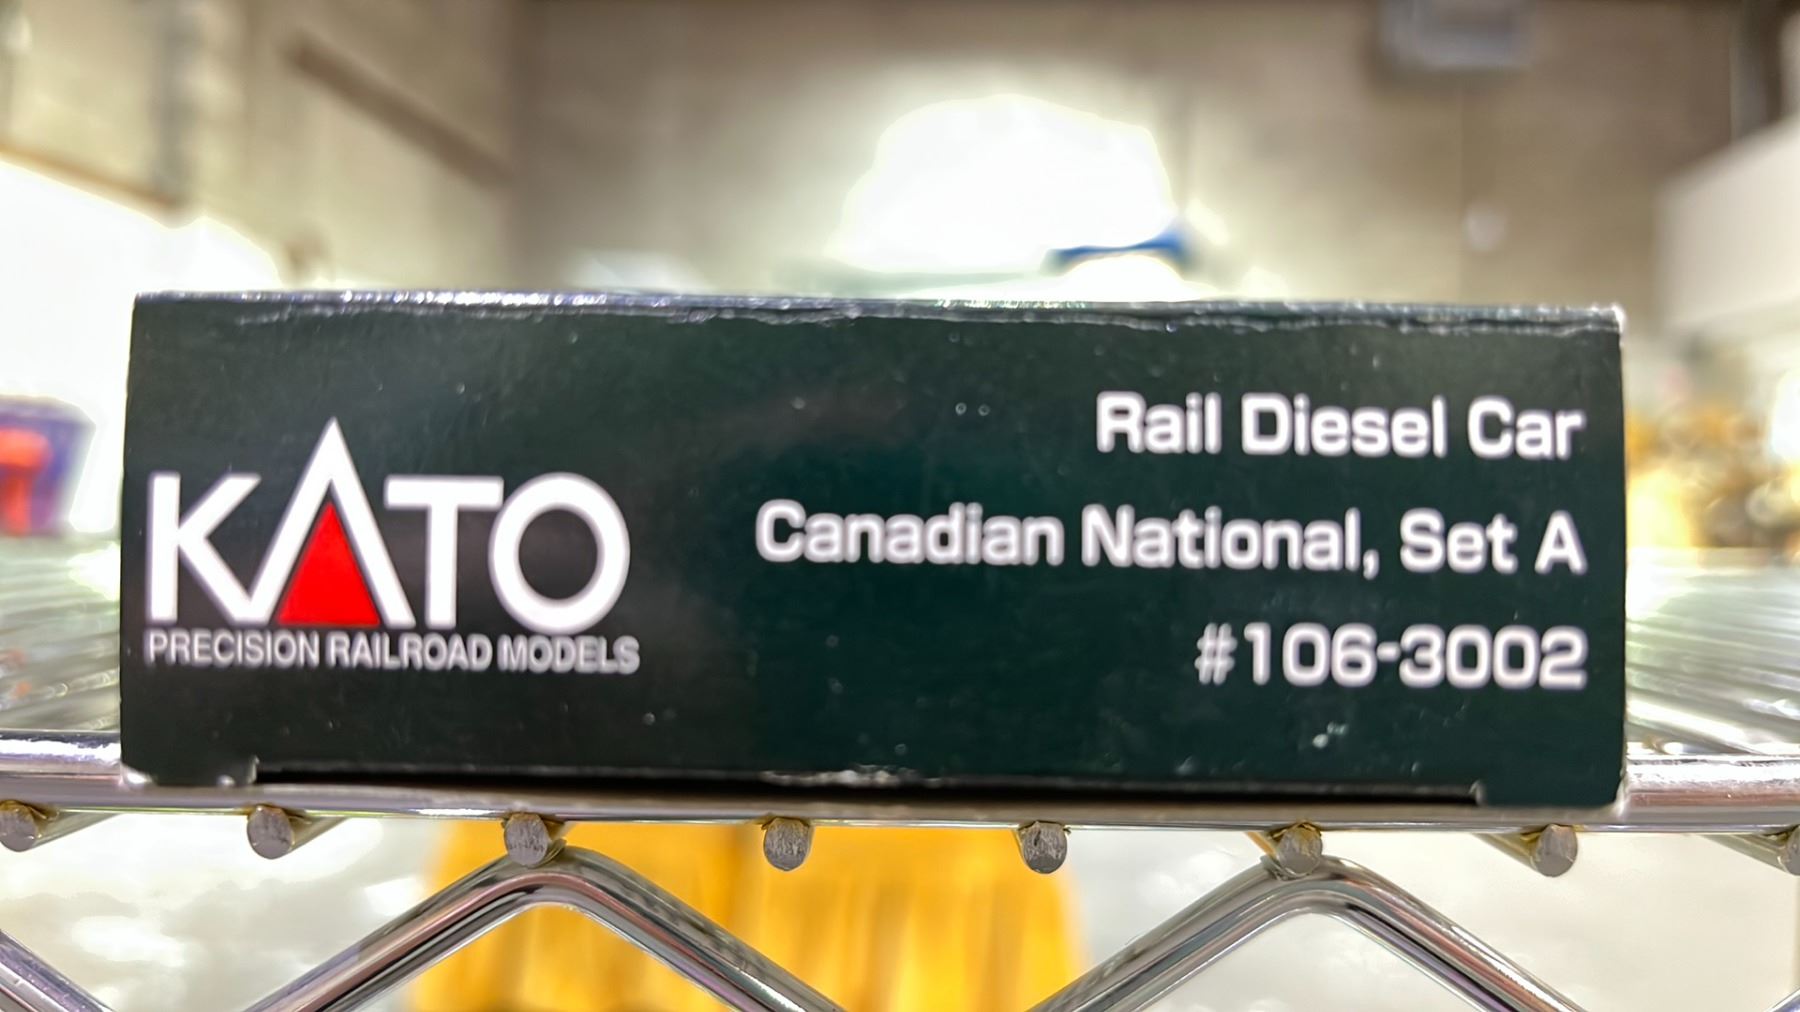 KATO
PRECISION RAILROAD MODELS
Rail Diesel Car
Canadian National, Set A
#106-3002